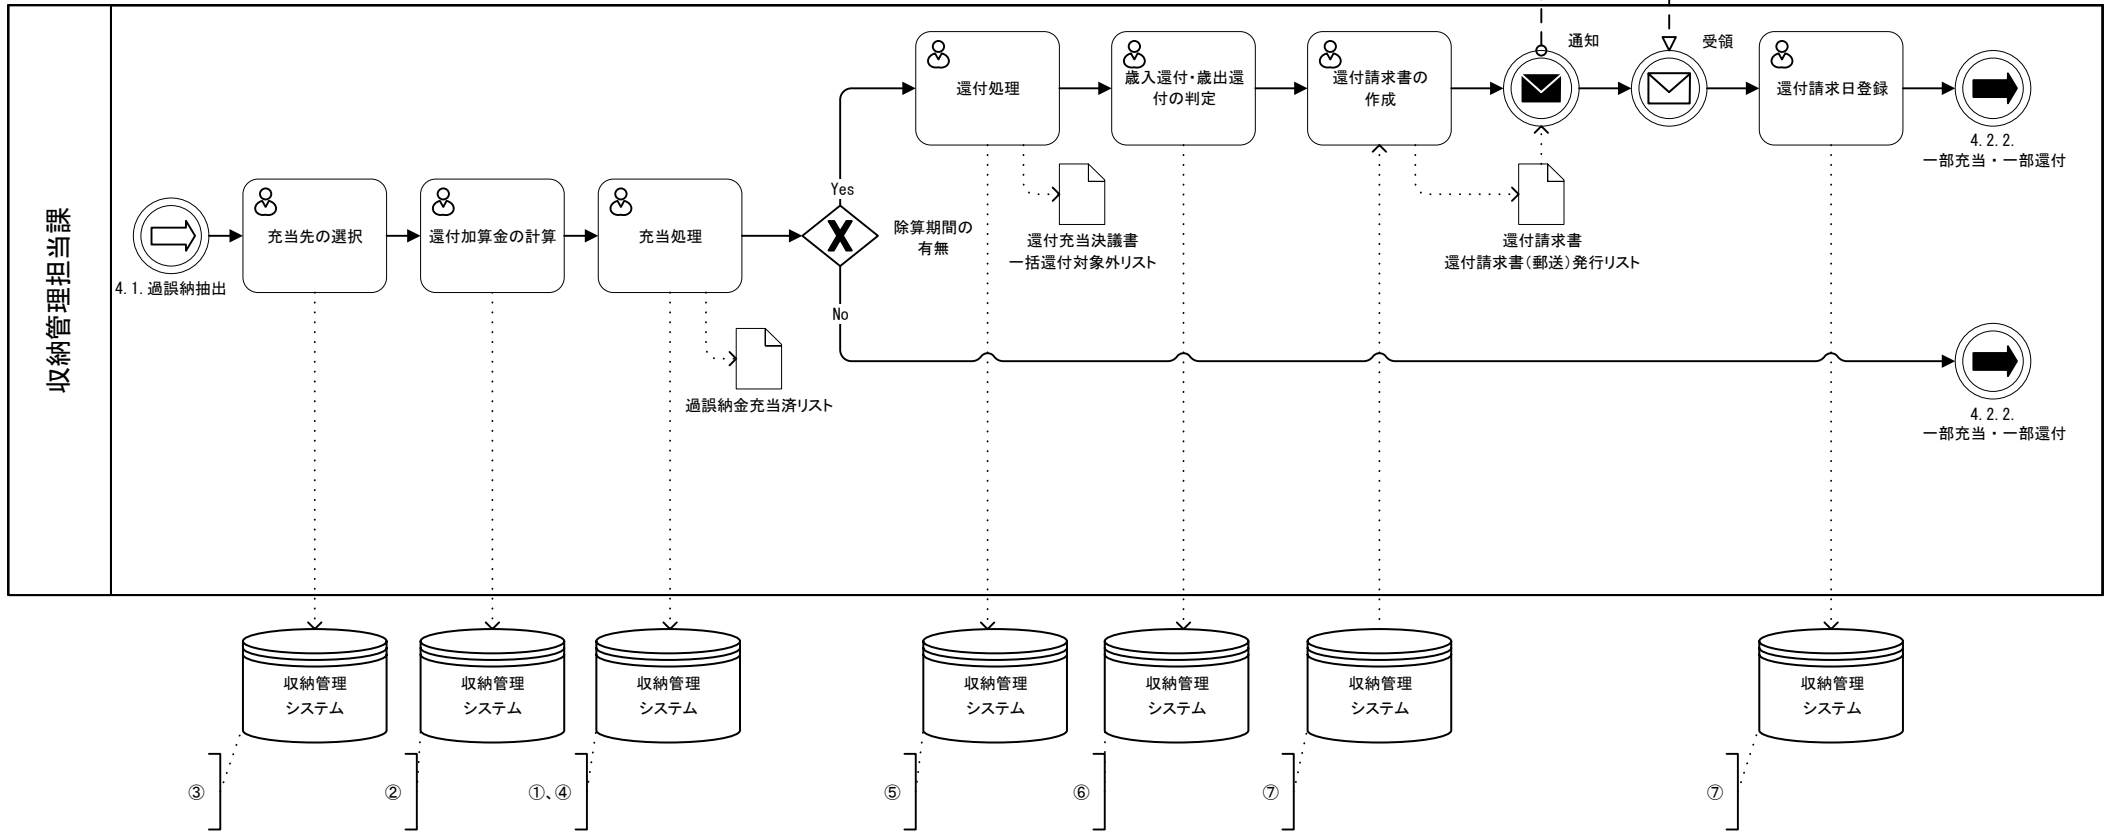 収納管理担当課
4.1.過誤納抽出
充当先の選択
還付加算金の計算
充当処理
過誤納金充当済リスト
Yes
No
除算期間の
有無
還付処理
還付充当決議書
一括還付対象外リスト
歳入還付・歳出還
付の判定
還付請求書の
作成
還付請求書
還付請求書(郵送)発行リスト
通知
受領
還付請求日登録
4.2.2.
一部充当・一部還付
4.2.2.
一部充当・一部還付
収納管理
システム
収納管理
システム
収納管理
システム
収納管理
システム
収納管理
システム
収納管理
システム
収納管理
システム
③
②
①、④
⑤
⑥
⑦
⑦